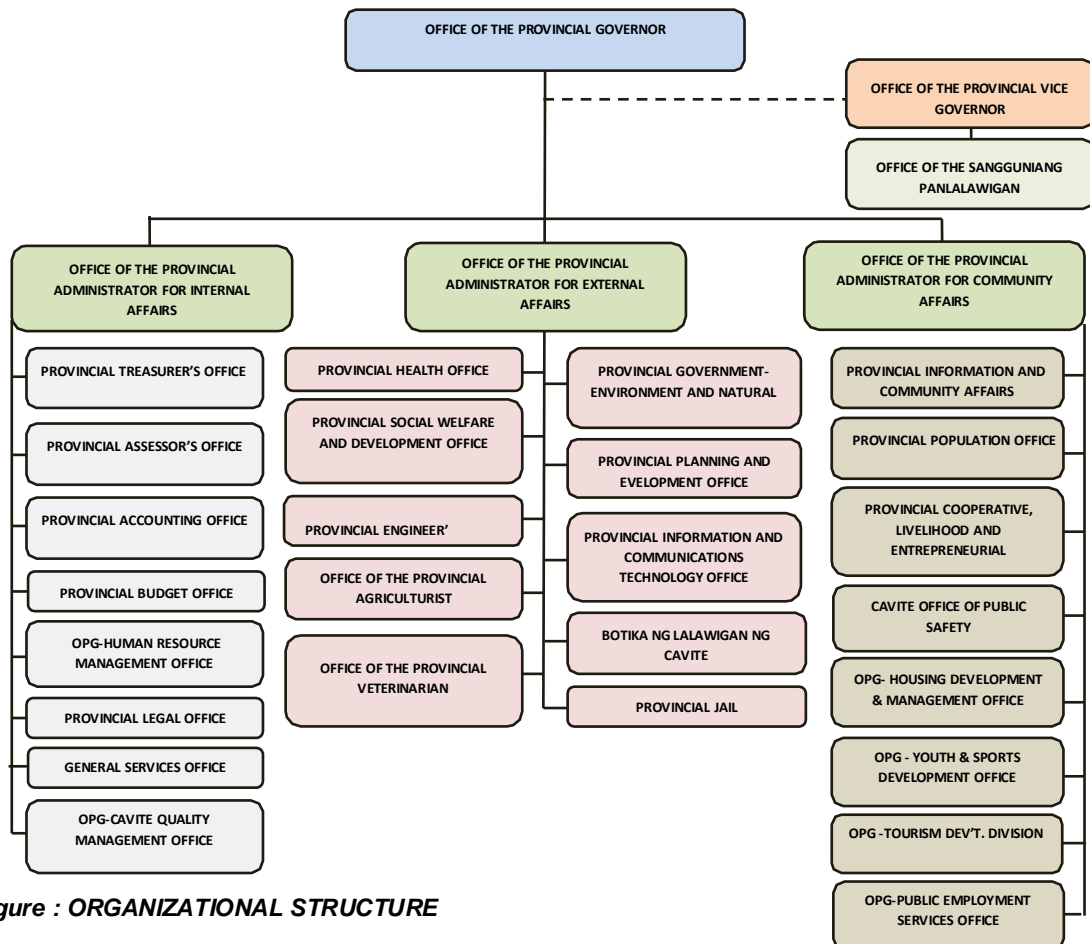 OFFICE OF THE PROVINCIAL GOVERNOR
OFFICE OF THE PROVINCIAL VICE
GOVERNOR
OFFICE OF THE SANGGUNIANG
PANLALAWIGAN
OFFICE OF THE PROVINCIAL
ADMINISTRATOR FOR INTERNAL
AFFAIRS
PROVINCIAL TREASURER'S OFFICE
PROVINCIAL ASSESSOR'S OFFICE
PROVINCIAL ACCOUNTING OFFICE
PROVINCIAL BUDGET OFFICE
OPG-HUMAN RESOURCE
MANAGEMENT OFFICE
PROVINCIAL LEGAL OFFICE
GENERAL SERVICES OFFICE
OPG-CAVITE QUALITY
MANAGEMENT OFFICE
OFFICE OF THE PROVINCIAL
ADMINISTRATOR FOR EXTERNAL
AFFAIRS
PROVINCIAL HEALTH OFFICE
PROVINCIAL SOCIAL WELFARE
AND DEVELOPMENT OFFICE
PROVINCIAL ENGINEER'
OFFICE OF THE PROVINCIAL
AGRICULTURIST
OFFICE OF THE PROVINCIAL
VETERINARIAN
PROVINCIAL GOVERNMENT-
ENVIRONMENT AND NATURAL
PROVINCIAL PLANNING AND
EVELOPMENT OFFICE
PROVINCIAL INFORMATION AND
COMMUNICATIONS
TECHNOLOGY OFFICE
BOTIKA NG LALAWIGAN NG
CAVITE
PROVINCIAL JAIL
OFFICE OF THE PROVINCIAL
ADMINISTRATOR FOR COMMUNITY
AFFAIRS
PROVINCIAL INFORMATION AND
COMMUNITY AFFAIRS
PROVINCIAL POPULATION OFFICE
PROVINCIAL COOPERATIVE,
LIVELIHOOD AND
ENTREPRENEURIAL
CAVITE OFFICE OF PUBLIC
SAFETY
OPG- HOUSING DEVELOPMENT
& MANAGEMENT OFFICE
OPG - YOUTH & SPORTS
DEVELOPMENT OFFICE
OPG -TOURISM DEV'T. DIVISION
OPG-PUBLIC EMPLOYMENT
SERVICES OFFICE
gure : ORGANIZATIONAL STRUCTURE